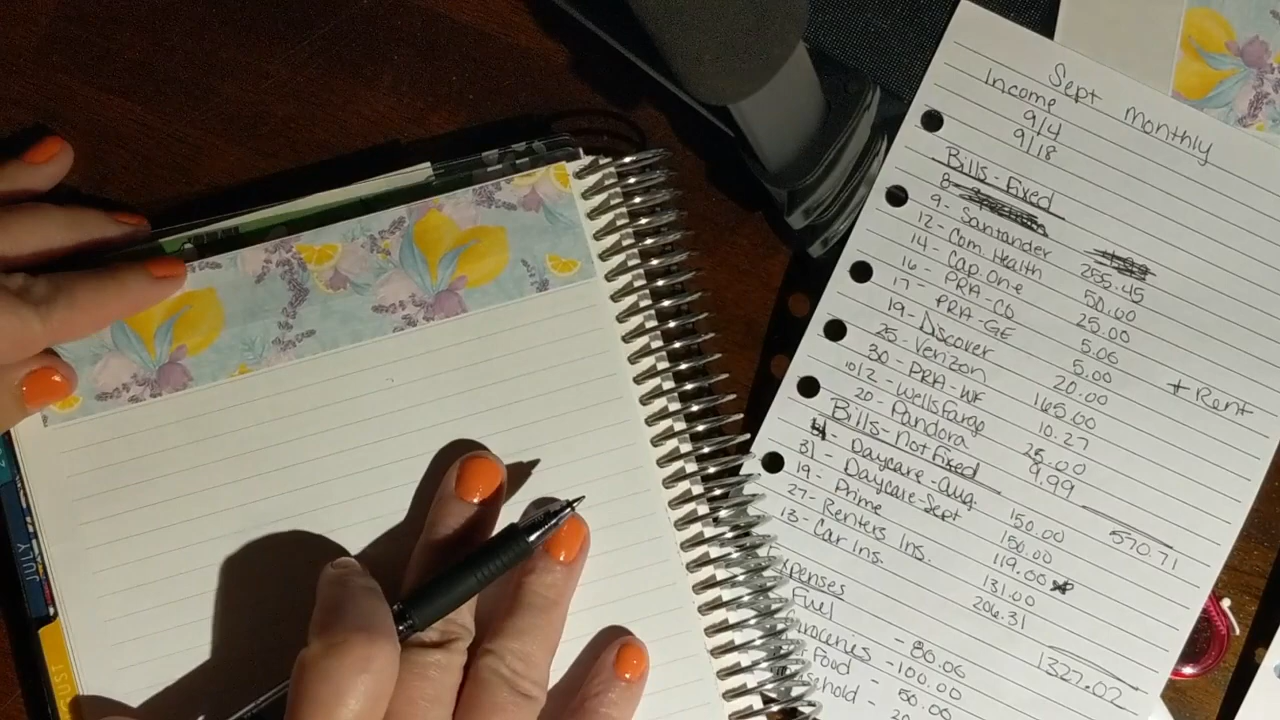 Sept monthly
Income
9/4
9/18
Bills - Fixed
8-
9- Santander 255.45
12- Com. Health 50.00
14- Cap. One 25.00
16- PRA-CO 5.06
17- PRA-GE 5.00
19- Discover 20.00
25- Verizon 165.00
30- PRA-WF 10.27
10/2- Wells Fargo 25.00
20- Pandora 9.99
+ Rent
570.71
Bills - not Fixed
Daycare - Aug. 150.00
31- Daycare - Sept 150.00
19- Prime 119.00
27- Renters Ins. 131.00
13- Car Ins. 206.31
1327.02
Expenses
Fuel - 80.00
Groceries - 100.00
Food - 50.00
JULY